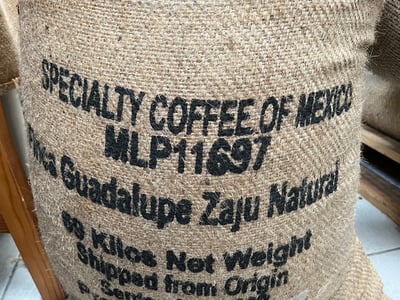 SPECIALTY COFFEE OF MEXICO
MLP11697
Finca Guadalupe Zaju Natural
69 Kilos Net Weight
Shipped from Origin